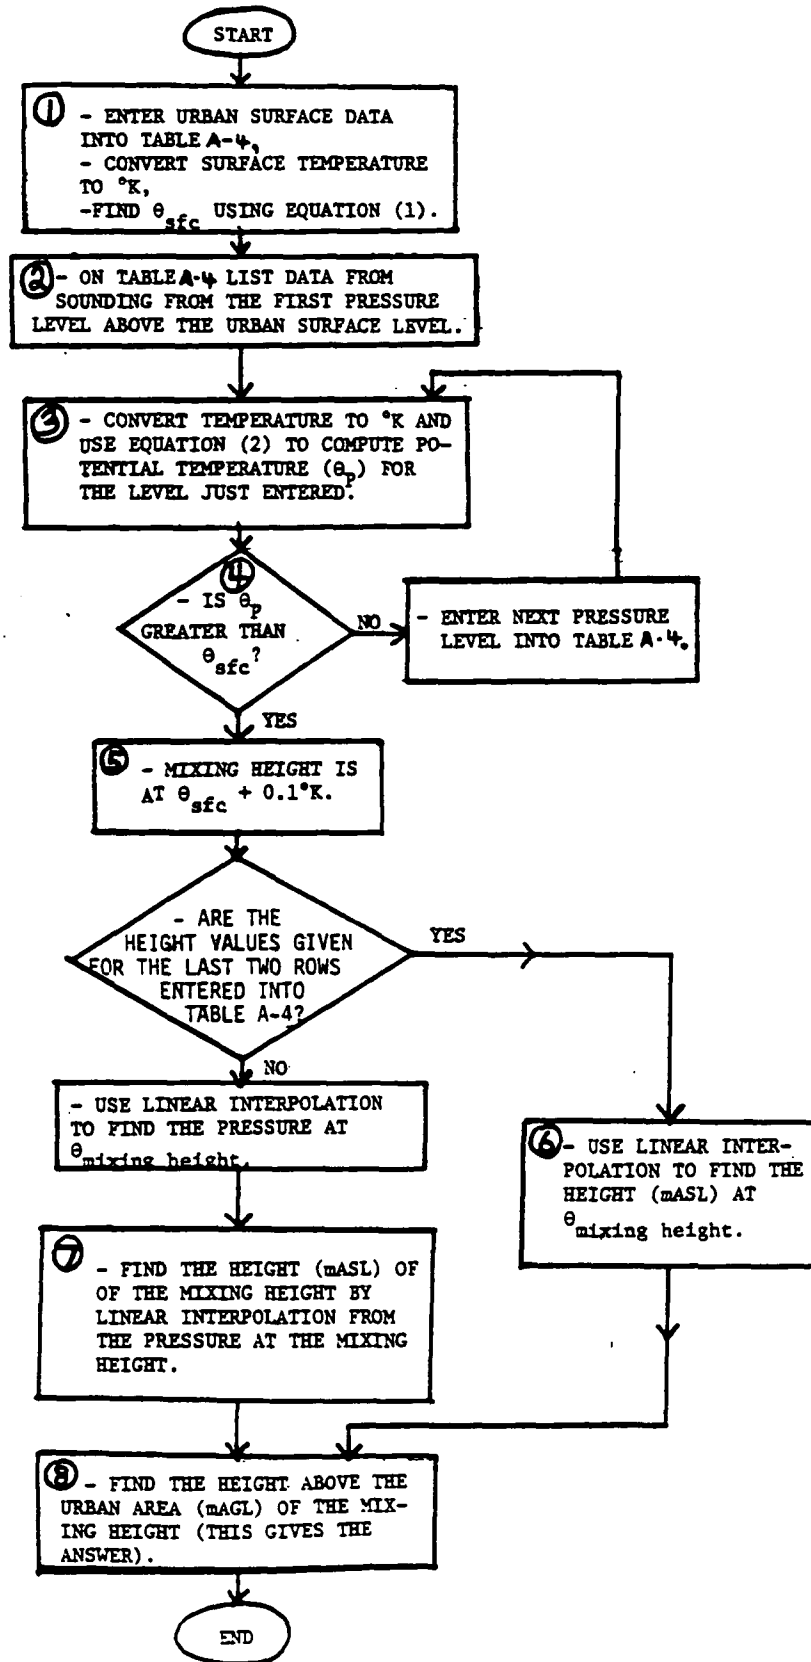 START
① - ENTER URBAN SURFACE DATA
INTO TABLE A-4,
- CONVERT SURFACE TEMPERATURE
TO °K,
-FIND θsfc USING EQUATION (1).
② - ON TABLE A-4 LIST DATA FROM
SOUNDING FROM THE FIRST PRESSURE
LEVEL ABOVE THE URBAN SURFACE LEVEL.
③ - CONVERT TEMPERATURE TO °K AND
USE EQUATION (2) TO COMPUTE PO-
TENTIAL TEMPERATURE (θp) FOR
THE LEVEL JUST ENTERED.
④
- IS θp
GREATER THAN
θsfc?
NO
- ENTER NEXT PRESSURE
LEVEL INTO TABLE A-4.
YES
⑤ - MIXING HEIGHT IS
AT θsfc + 0.1°K.
- ARE THE
HEIGHT VALUES GIVEN
FOR THE LAST TWO ROWS
ENTERED INTO
TABLE A-4?
YES
NO
- USE LINEAR INTERPOLATION
TO FIND THE PRESSURE AT
θmixing height.
⑥ - USE LINEAR INTER-
POLATION TO FIND THE
HEIGHT (mASL) AT
θmixing height.
⑦
- FIND THE HEIGHT (mASL) OF
OF THE MIXING HEIGHT BY
LINEAR INTERPOLATION FROM
THE PRESSURE AT THE MIXING
HEIGHT.
⑧ - FIND THE HEIGHT ABOVE THE
URBAN AREA (mAGL) OF THE MIX-
ING HEIGHT (THIS GIVES THE
ANSWER).
END